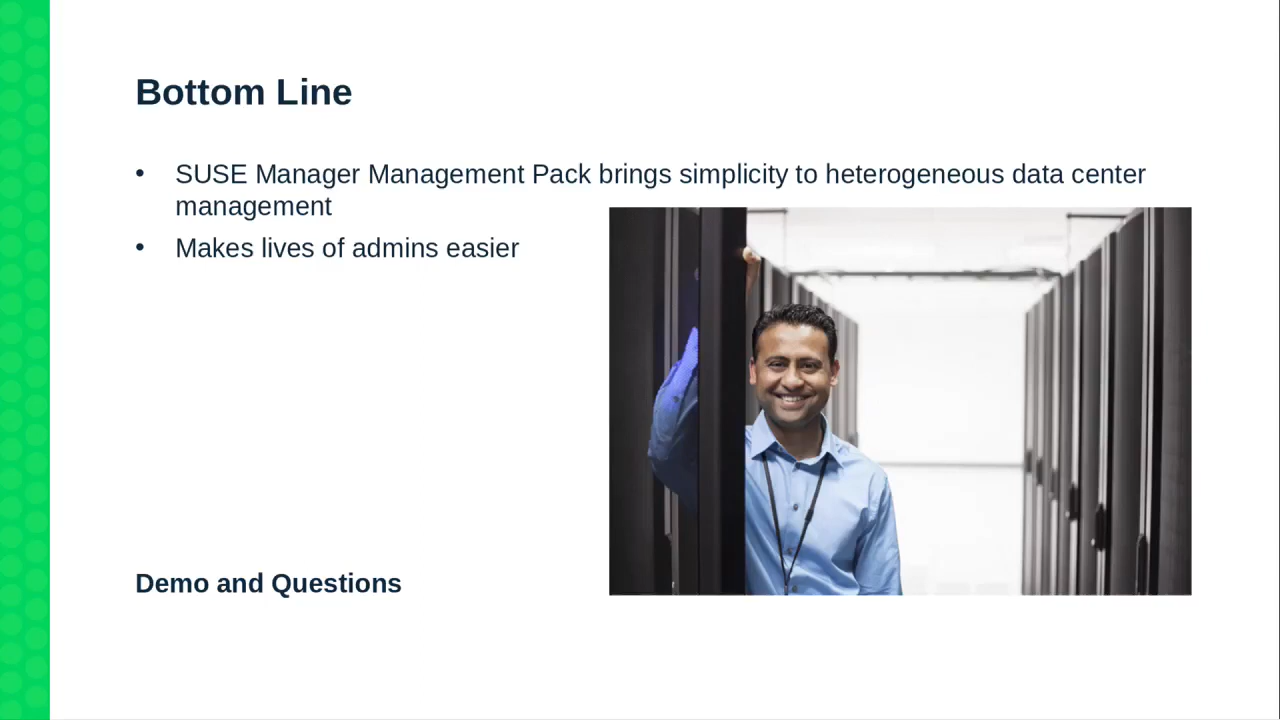 Bottom Line
• SUSE Manager Management Pack brings simplicity to heterogeneous data center
management
• Makes lives of admins easier
Demo and Questions